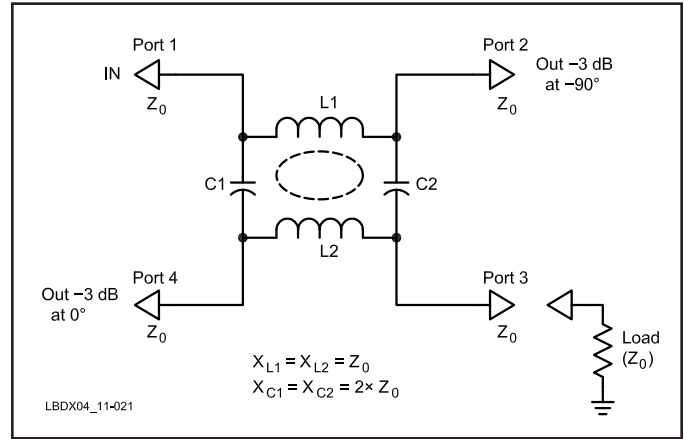 Port 1
IN
Z0
Port 2
Out –3 dB
at –90°
Z0
L1
C1
C2
L2
Port 4
Out –3 dB
at 0°
Z0
Port 3
Z0
Load
(Z0)
XL1 = XL2 = Z0
XC1 = XC2 = 2× Z0
LBDX04_11-021